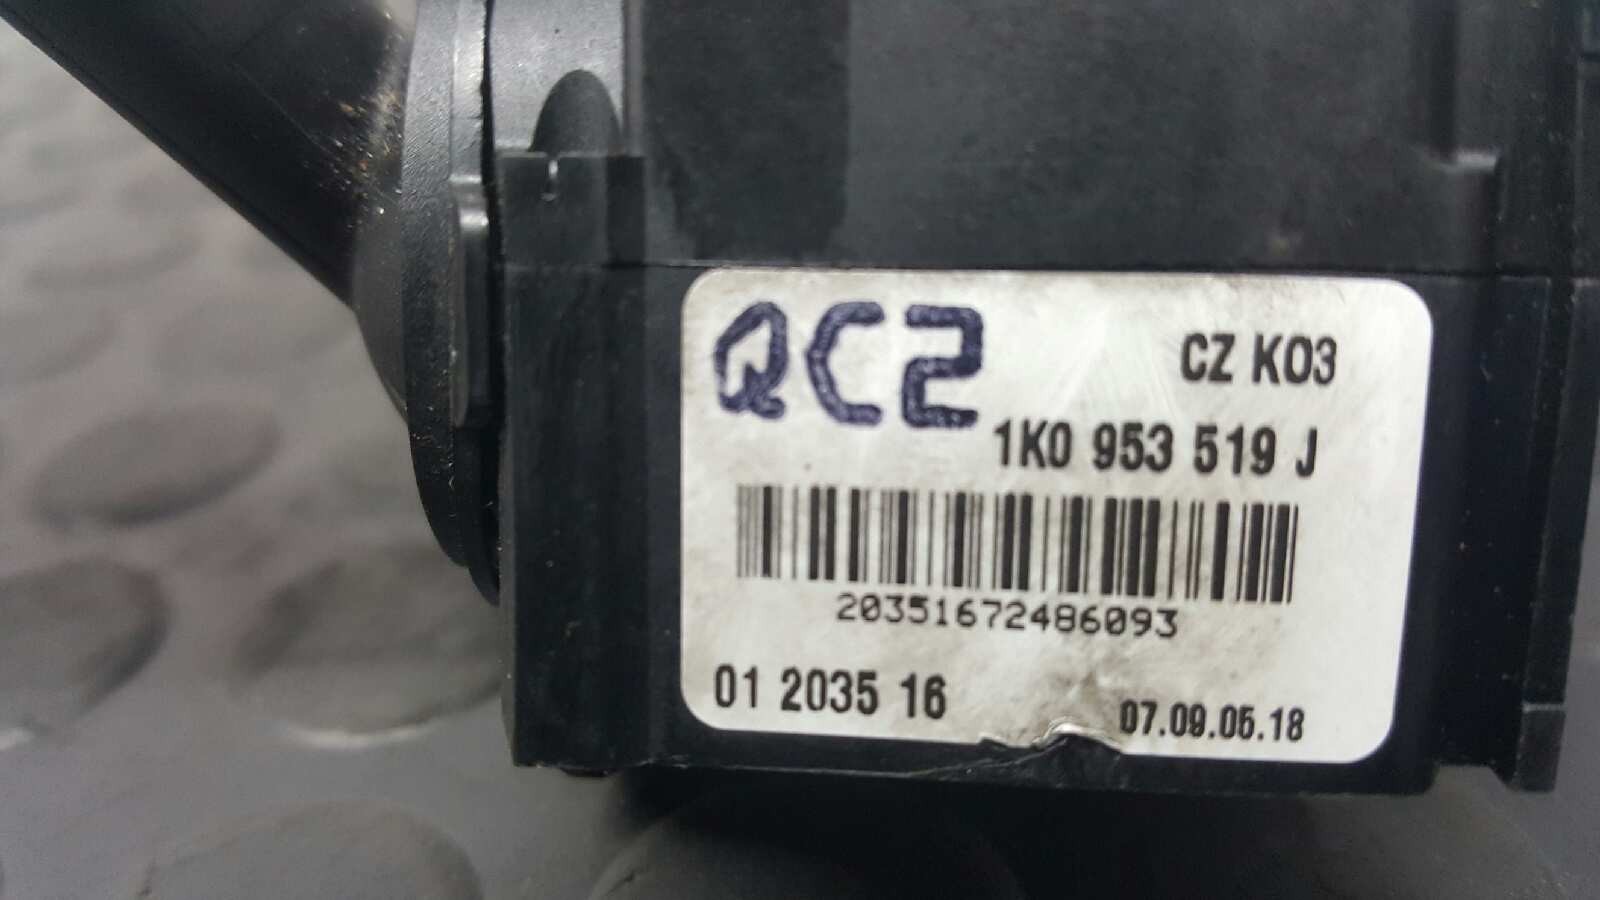 QC2
CZ K03
1K0 953 519 J
20351672486093
01 2035 16
07.09.05.18